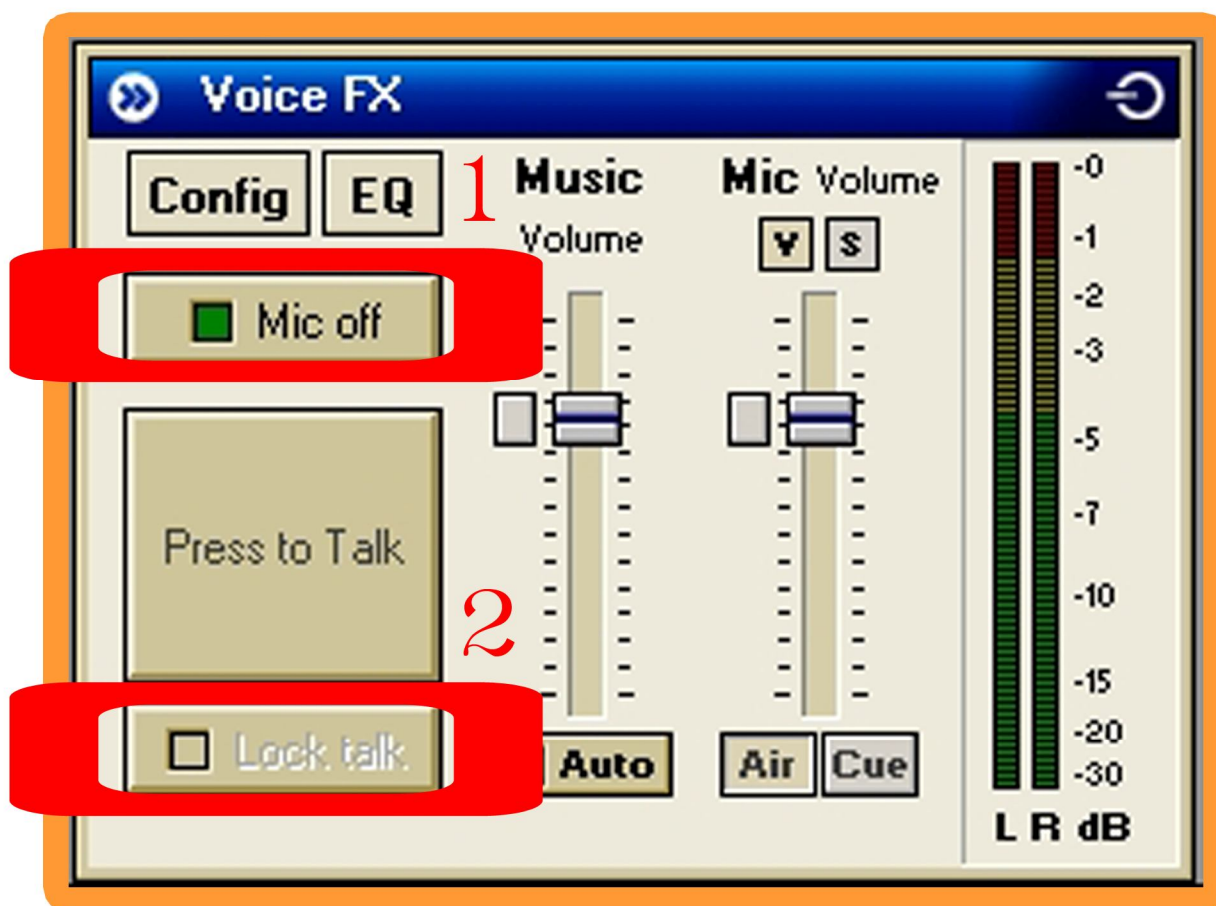 Voice FX
Config EQ
1
Music
Volume
Mic Volume
V S
Mic off
Press to Talk
2
Lock talk
Auto
Air Cue
-0
-1
-2
-3
-5
-7
-10
-15
-20
-30
L R dB